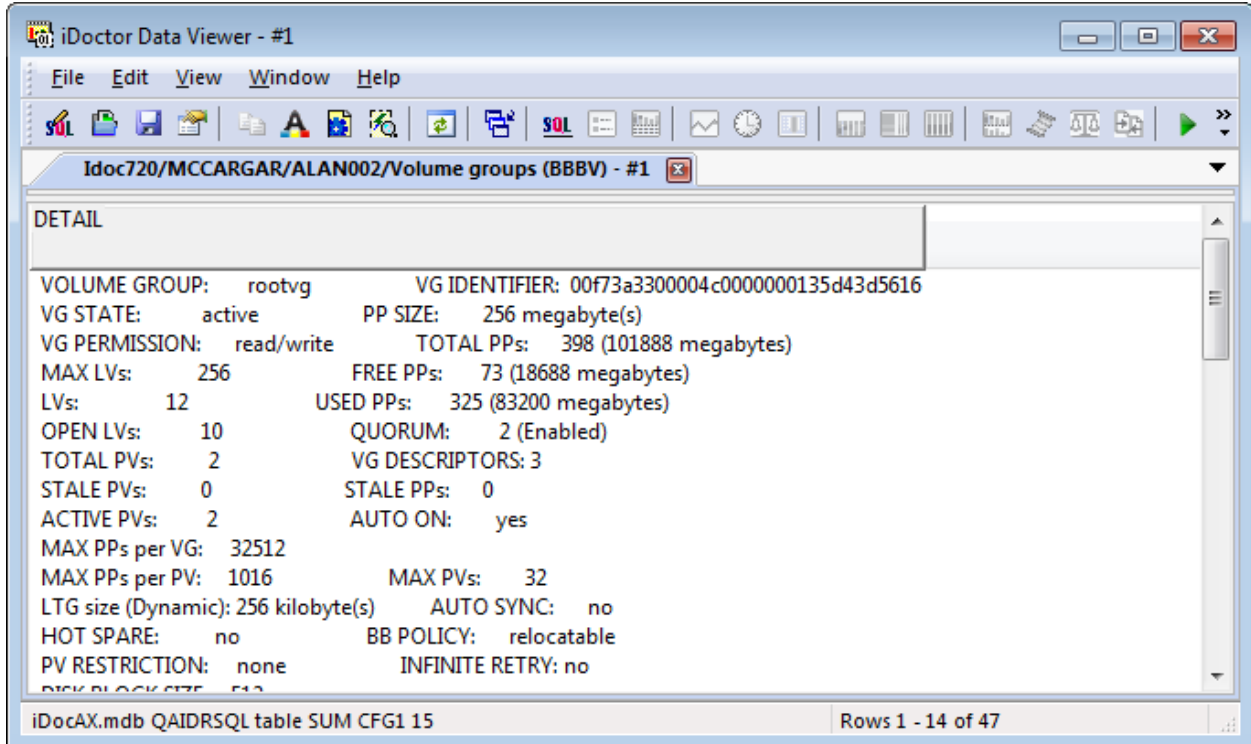 iDoctor Data Viewer - #1
File Edit View Window Help
SQL SQL
Idoc720/MCCARGAR/ALAN002/Volume groups (BBBV) - #1
DETAIL
VOLUME GROUP: rootvg VG IDENTIFIER: 00f73a3300004c0000000135d43d5616
VG STATE: active PP SIZE: 256 megabyte(s)
VG PERMISSION: read/write TOTAL PPs: 398 (101888 megabytes)
MAX LVs: 256 FREE PPs: 73 (18688 megabytes)
LVs: 12 USED PPs: 325 (83200 megabytes)
OPEN LVs: 10 QUORUM: 2 (Enabled)
TOTAL PVs: 2 VG DESCRIPTORS: 3
STALE PVs: 0 STALE PPs: 0
ACTIVE PVs: 2 AUTO ON: yes
MAX PPs per VG: 32512
MAX PPs per PV: 1016 MAX PVs: 32
LTG size (Dynamic): 256 kilobyte(s) AUTO SYNC: no
HOT SPARE: no BB POLICY: relocatable
PV RESTRICTION: none INFINITE RETRY: no
DISK BLOCK SIZE: 512
iDocAX.mdb QAIDRSQL table SUM CFG1 15 Rows 1 - 14 of 47